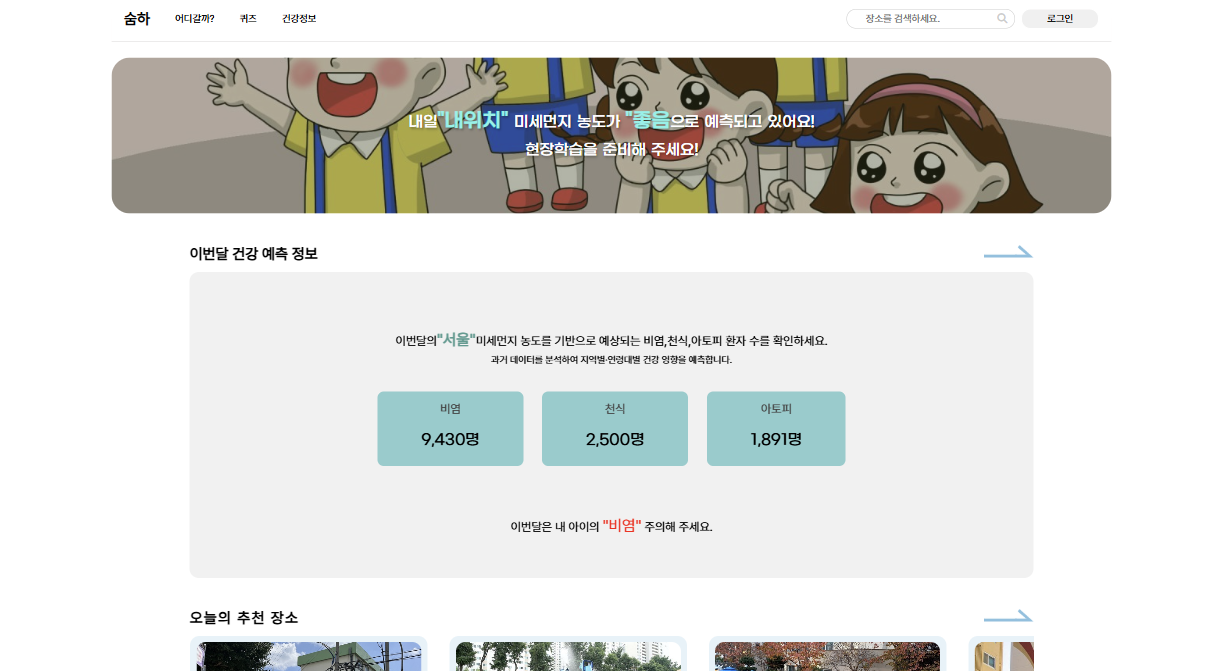 숨하 어디갈까? 퀴즈 건강정보 장소를 검색하세요. 로그인
내일"내위치" 미세먼지 농도가 "좋음으로 예측되고 있어요!
현장학습을 준비해 주세요!
이번달 건강 예측 정보
이번달의"서울"미세먼지 농도를 기반으로 예상되는 비염,천식,아토피 환자 수를 확인하세요.
과거 데이터를 분석하여 지역별·연령대별 건강 영향을 예측합니다.
비염 천식 아토피
9,430명 2,500명 1,891명
이번달은 내 아이의 "비염" 주의해 주세요.
오늘의 추천 장소